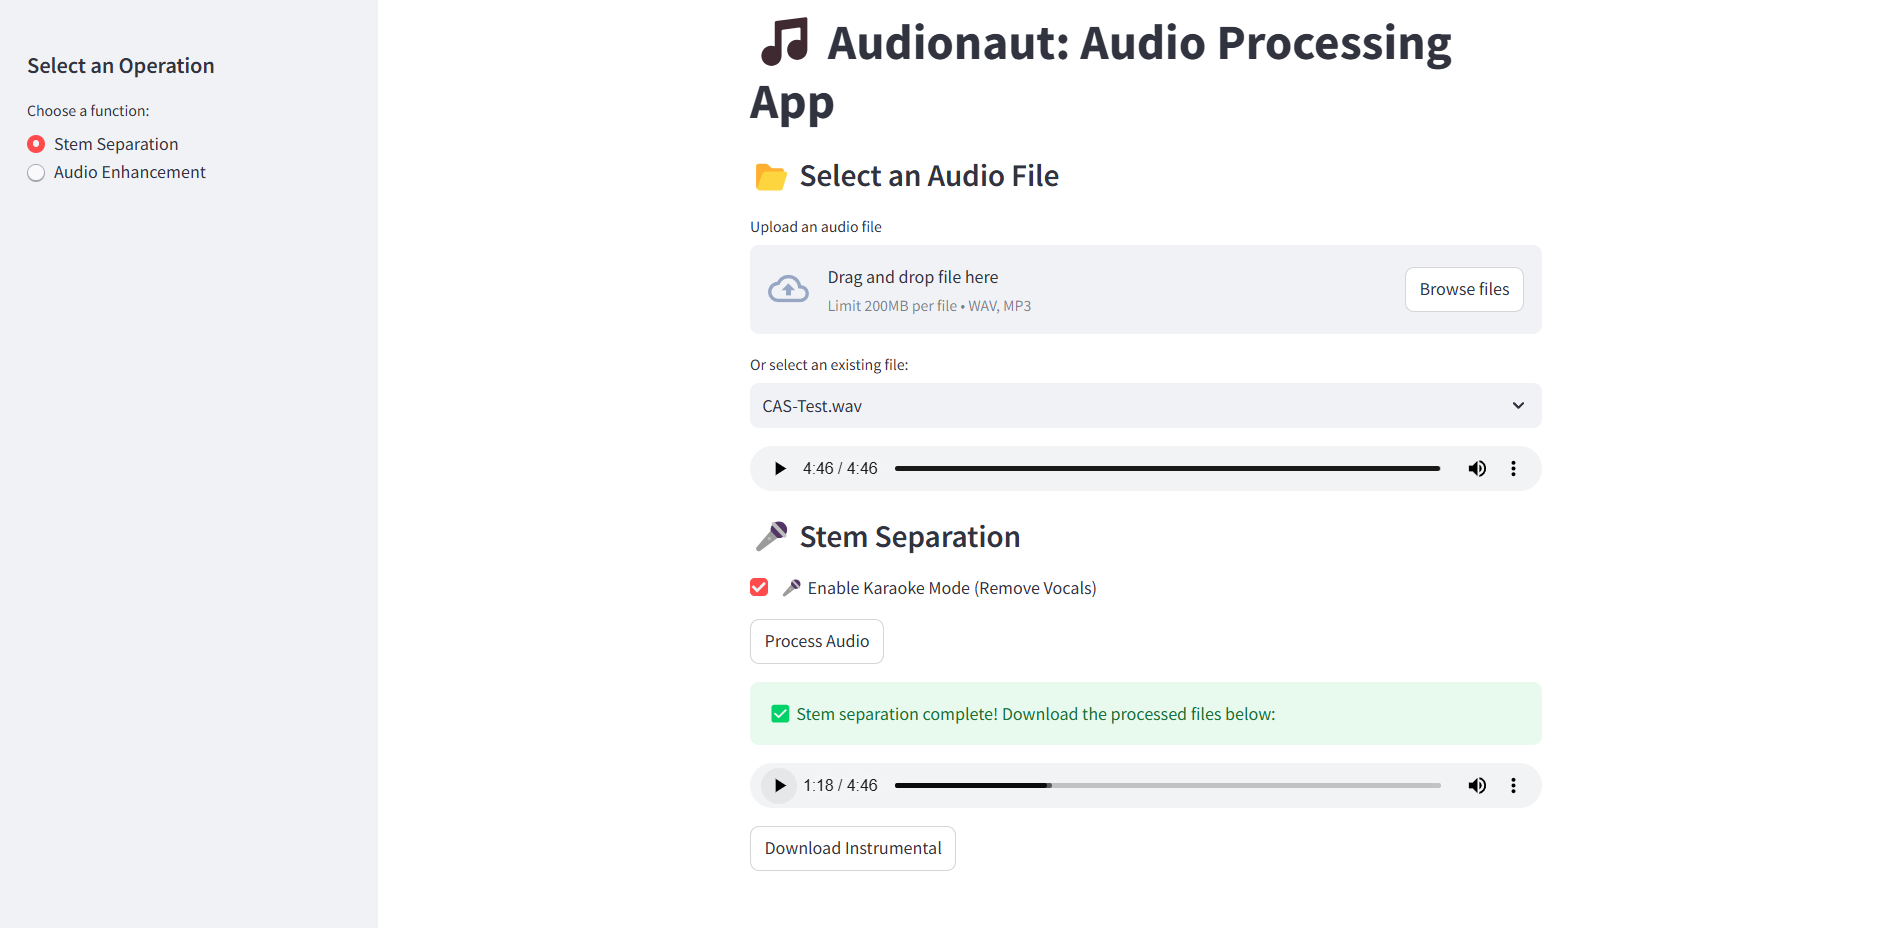 Select an Operation
Choose a function:
Stem Separation
Audio Enhancement
Audionaut: Audio Processing
App
Select an Audio File
Upload an audio file
Drag and drop file here
Limit 200MB per file • WAV, MP3
Browse files
Or select an existing file:
CAS-Test.wav
4:46 / 4:46
Stem Separation
Enable Karaoke Mode (Remove Vocals)
Process Audio
Stem separation complete! Download the processed files below:
1:18 / 4:46
Download Instrumental